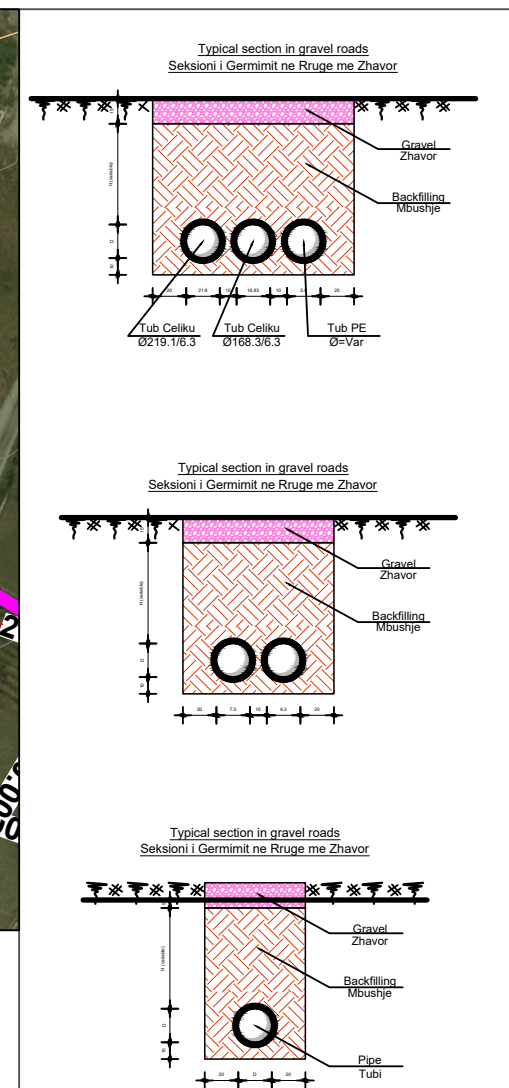 Typical section in gravel roads
Seksioni i Germimit ne Rruge me Zhavor
Gravel
Zhavor
H (variable)
Backfilling
Mbushje
D
10
20 21.9 10 16.83 10 20
Tub Celiku
Ø219.1/6.3
Tub Celiku
Ø168.3/6.3
Tub PE
Ø=Var
Typical section in gravel roads
Seksioni i Germimit ne Rruge me Zhavor
Gravel
Zhavor
H (variable)
Backfilling
Mbushje
D
10
20 7.5 10 6.3 20
Typical section in gravel roads
Seksioni i Germimit ne Rruge me Zhavor
Gravel
Zhavor
H (variable)
Backfilling
Mbushje
D
10
Pipe
Tubi
20 D 20